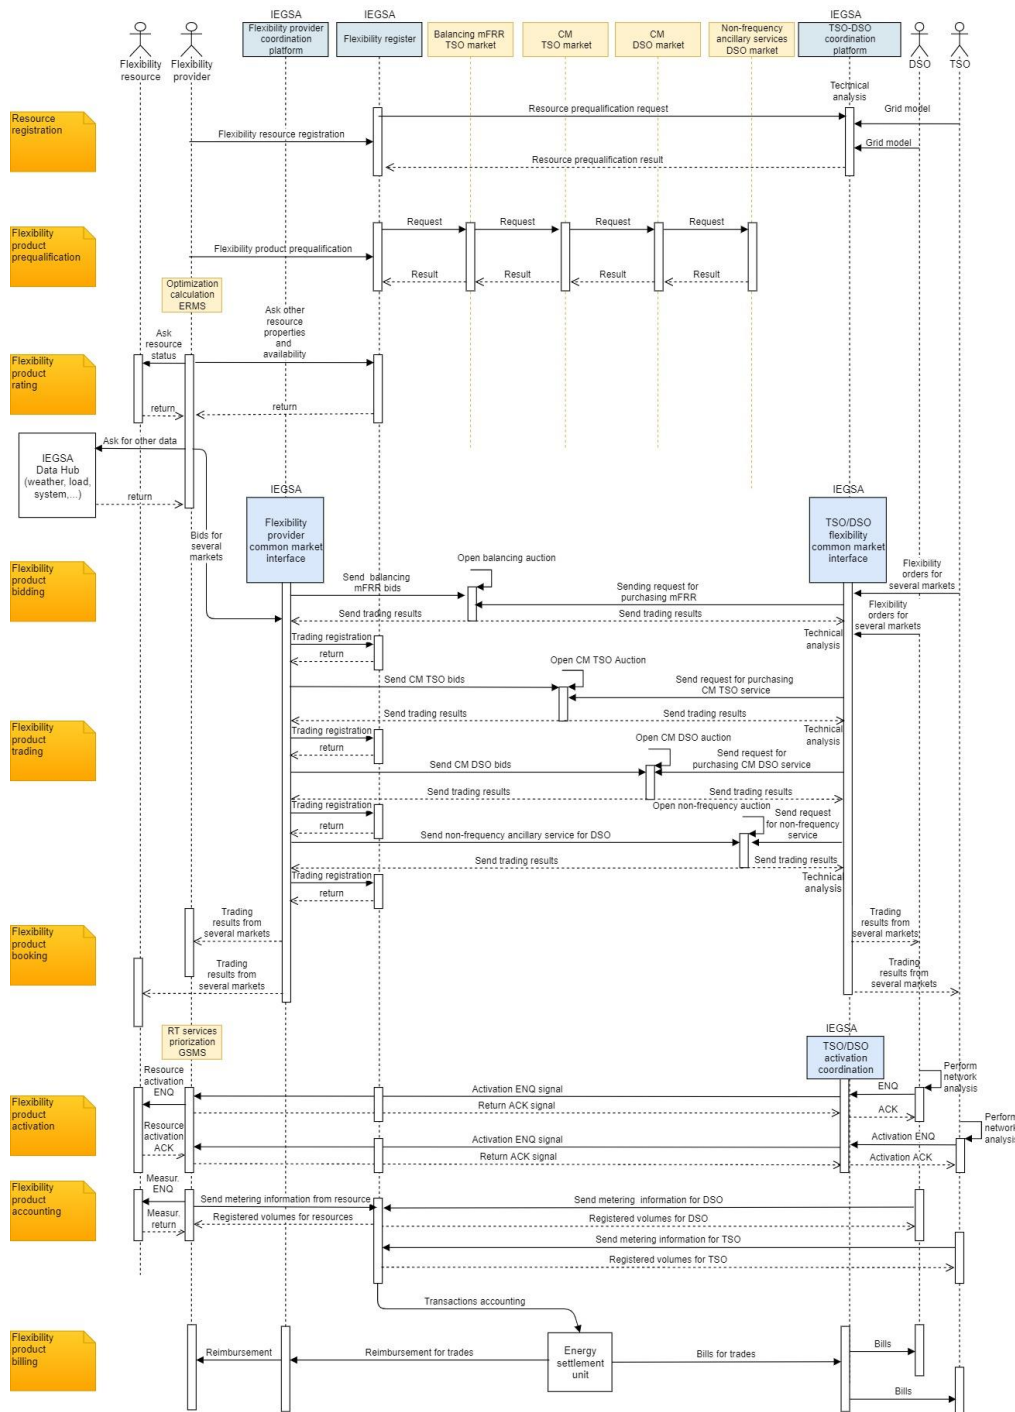 IEGSA
IEGSA
IEGSA
Flexibility provider
coordination
platform
Flexibility register
Balancing mFRR
TSO market
CM
TSO market
CM
DSO market
Non-frequency
ancillary services
DSO market
TSO-DSO
coordination
platform
Flexibility
resource
Flexibility
provider
DSO
TSO
Resource
registration
Technical
analysis
Resource prequalification request
Grid model
Flexibility resource registration
Grid model
Resource prequalification result
Flexibility
product
prequalification
Request
Request
Request
Request
Flexibility product prequalification
Result
Result
Result
Result
Optimization
calculation
ERMS
Flexibility
product
rating
Ask
resource
status
Ask other
resource
properties
and
availability
return
return
Ask for other data
IEGSA
Data Hub
(weather, load,
system,...)
return
Bids for
several
markets
IEGSA
Flexibility
provider
common market
interface
IEGSA
TSO/DSO
flexibility
common market
interface
Flexibility
product
bidding
Open balancing auction
Send  balancing
mFRR bids
Sending request for
purchasing mFRR
Flexibility
orders for
several markets
Send trading results
Send trading results
Flexibility
orders for
several markets
Trading registration
return
Technical
analysis
Open CM TSO Auction
Send CM TSO bids
Send request for purchasing
CM TSO service
Flexibility
product
trading
Send trading results
Send trading results
Trading registration
return
Technical
analysis
Open CM DSO auction
Send CM DSO bids
Send request for
purchasing CM DSO service
Send trading results
Send trading results
Trading registration
return
Open non-frequency auction
Send request
for non-frequency
service
Send non-frequency ancillary service for DSO
Send trading results
Send trading results
Trading registration
return
Technical
analysis
Flexibility
product
booking
Trading
results from
several markets
Trading
results from
several markets
Trading
results from
several markets
Trading
results from
several markets
RT services
priorization
GSMS
IEGSA
TSO/DSO
activation
coordination
Flexibility
product
activation
Resource
activation
ENQ
Activation ENQ signal
ENQ
Perform
network
analysis
Return ACK signal
ACK
Resource
activation
ACK
Activation ENQ signal
Activation ENQ
Perform
network
analysis
Return ACK signal
Activation ACK
Flexibility
product
accounting
Measur.
ENQ
Send metering information from resource
Send metering  information for DSO
Measur.
return
Registered volumes for resources
Registered volumes for DSO
Send metering information for TSO
Registered volumes for TSO
Transactions accounting
Flexibility
product
billing
Reimbursement
Reimbursement for trades
Energy
settlement
unit
Bills for trades
Bills
Bills